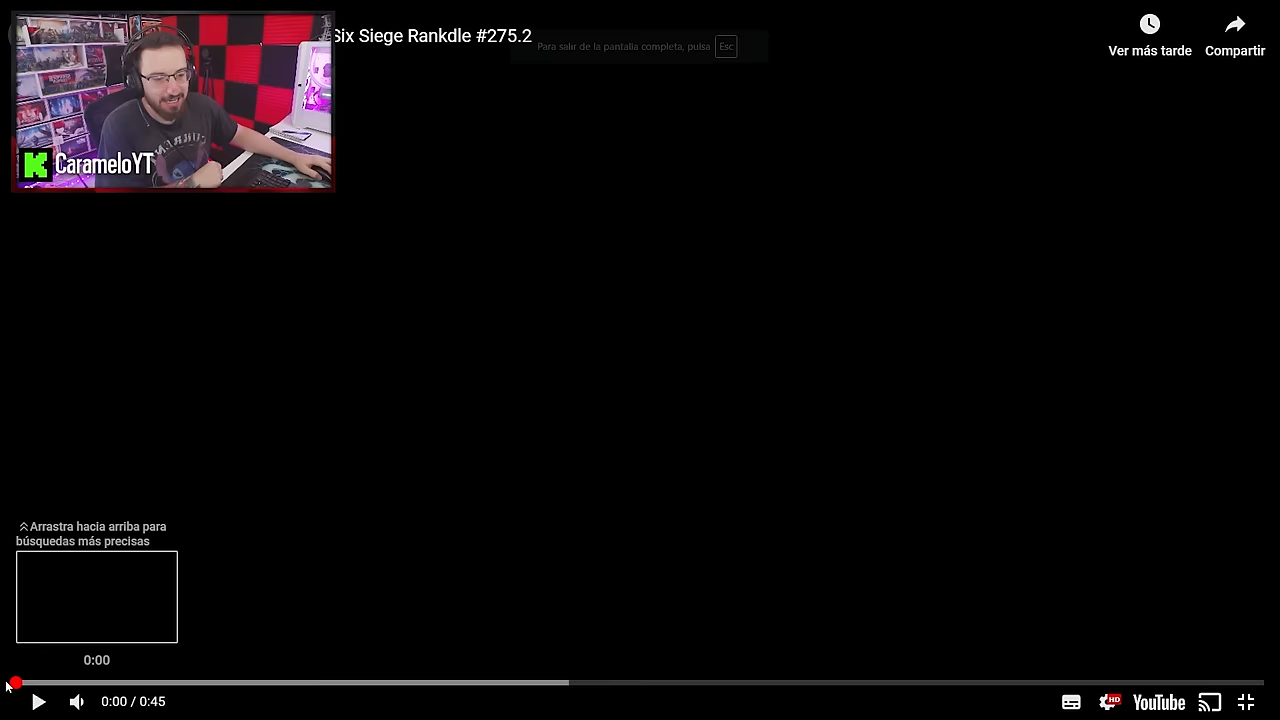 Six Siege Rankdle #275.2
Para salir de la pantalla completa, pulsa Esc
Ver más tarde
Compartir
CarameloYT
Arrastra hacia arriba para
búsquedas más precisas
0:00
0:00 / 0:45
HD
YouTube